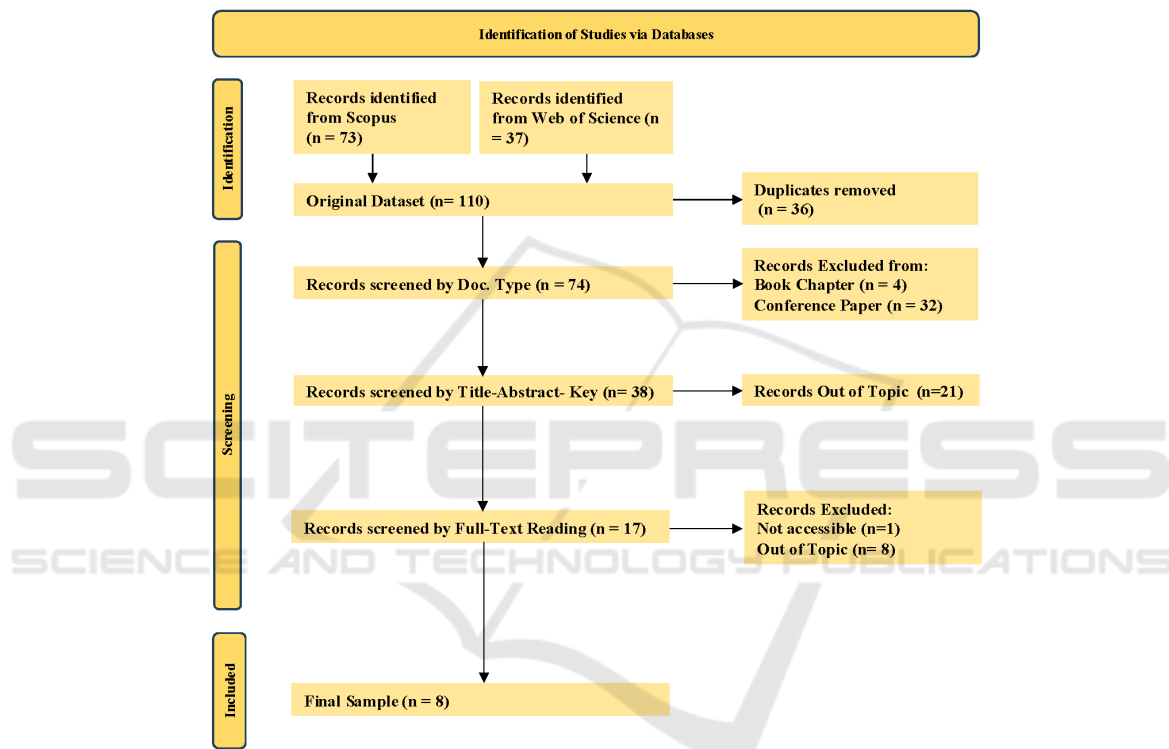 Identification of Studies via Databases
Identification
Records identified
from Scopus
(n = 73)
Records identified
from Web of Science (n
= 37)
Original Dataset (n= 110)
Duplicates removed
(n = 36)
Screening
Records screened by Doc. Type (n = 74)
Records Excluded from:
Book Chapter (n = 4)
Conference Paper (n = 32)
Records screened by Title-Abstract- Key (n= 38)
Records Out of Topic (n=21)
Records screened by Full-Text Reading (n = 17)
Records Excluded:
Not accessible (n=1)
Out of Topic (n= 8)
Included
Final Sample (n = 8)
SCITEPRESS
SCIENCE AND TECHNOLOGY PUBLICATIONS